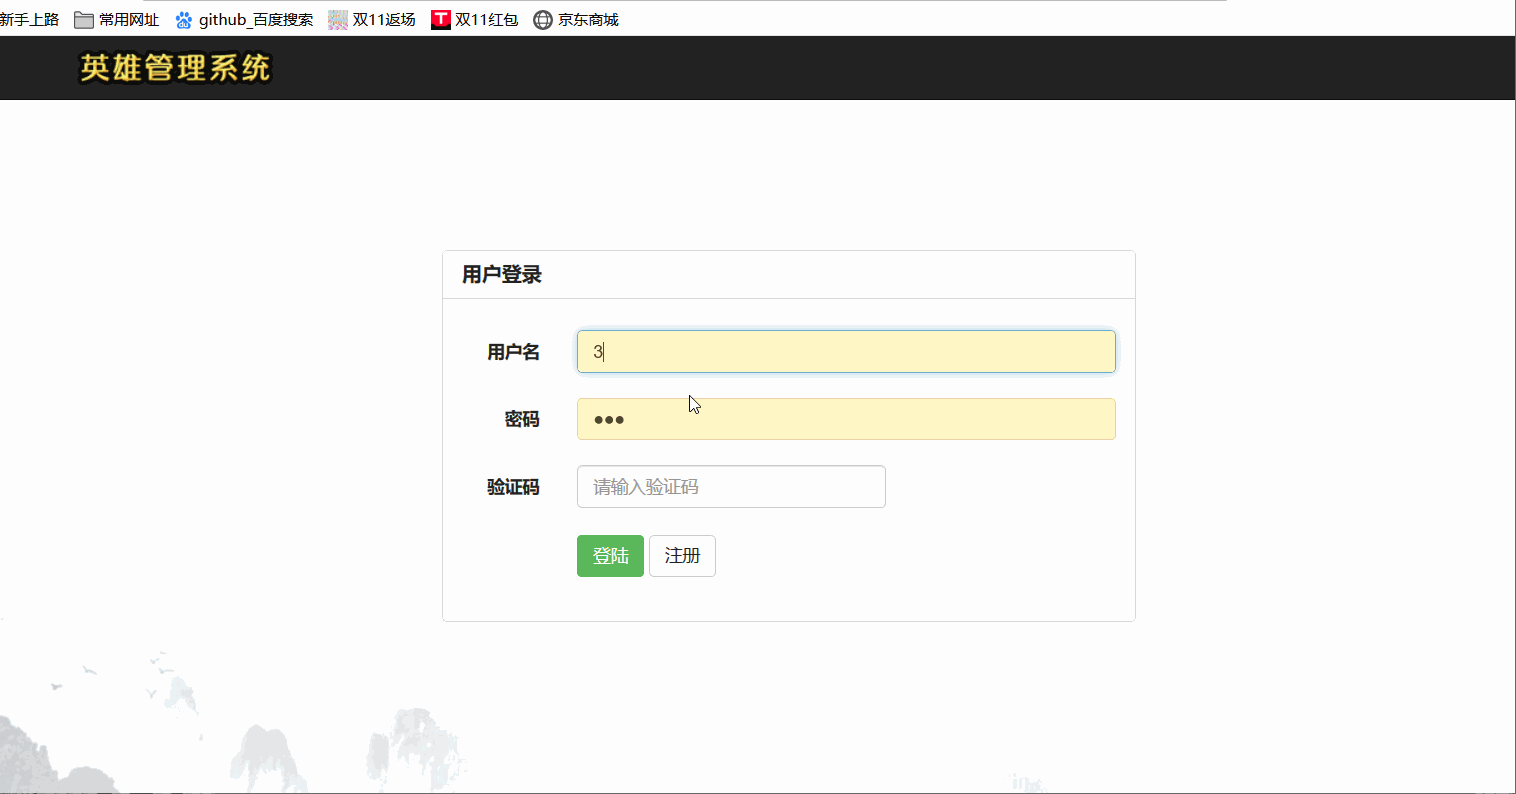 新手上路 常用网址 github_百度搜索 双11返场 双11红包 京东商城
英雄管理系统
用户登录
用户名 3
密码 •••
验证码 请输入验证码
登陆 注册